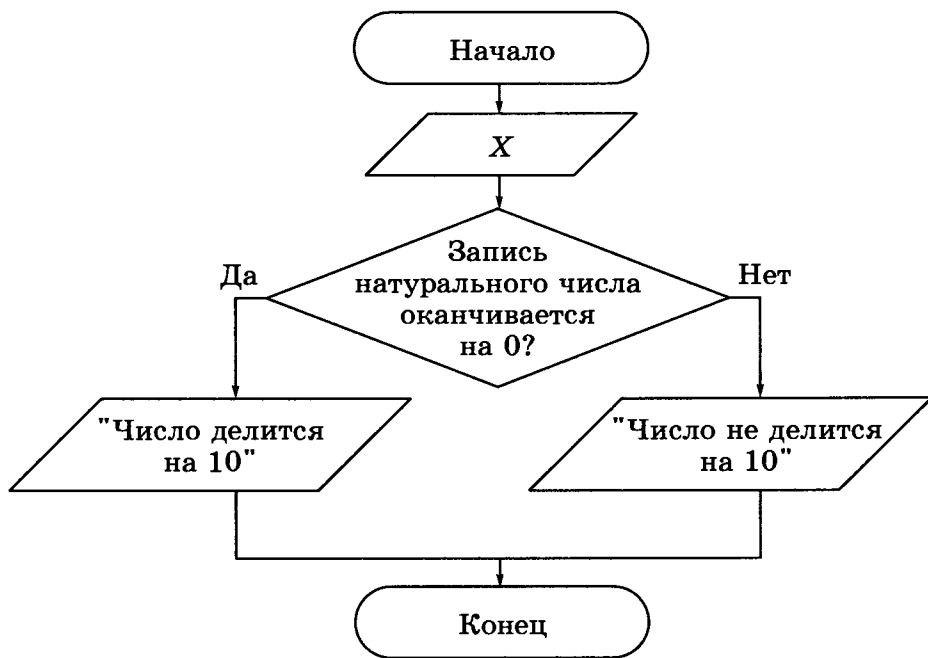 Начало
X
Запись
натурального числа
оканчивается
на 0?
Да
Нет
"Число делится
на 10"
"Число не делится
на 10"
Конец